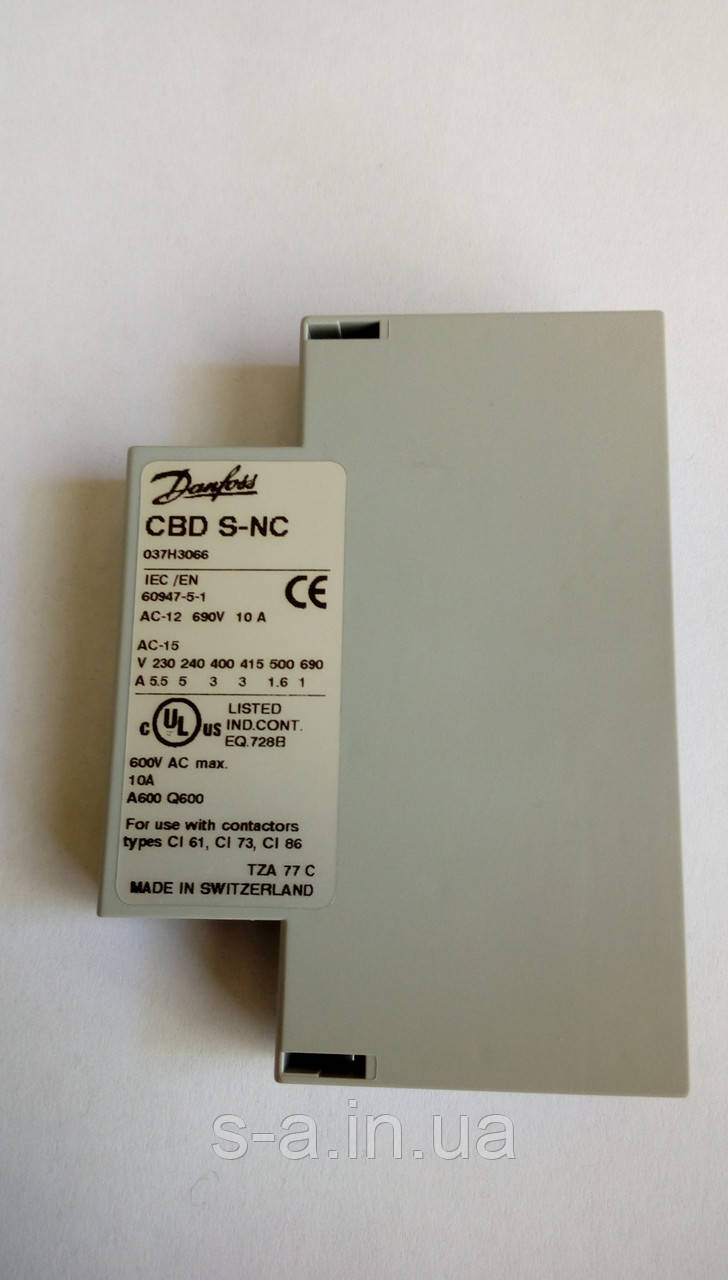 Danfoss
CBD S-NC
037H3066
IEC /EN
60947-5-1
CE
AC-12 690V 10 A
AC-15
V 230 240 400 415 500 690
A 5.5 5 3 3 1.6 1
c UL us
LISTED
IND.CONT.
EQ.728B
600V AC max.
10A
A600 Q600
For use with contactors
types CI 61, CI 73, CI 86
TZA 77 C
MADE IN SWITZERLAND
s-a.in.ua